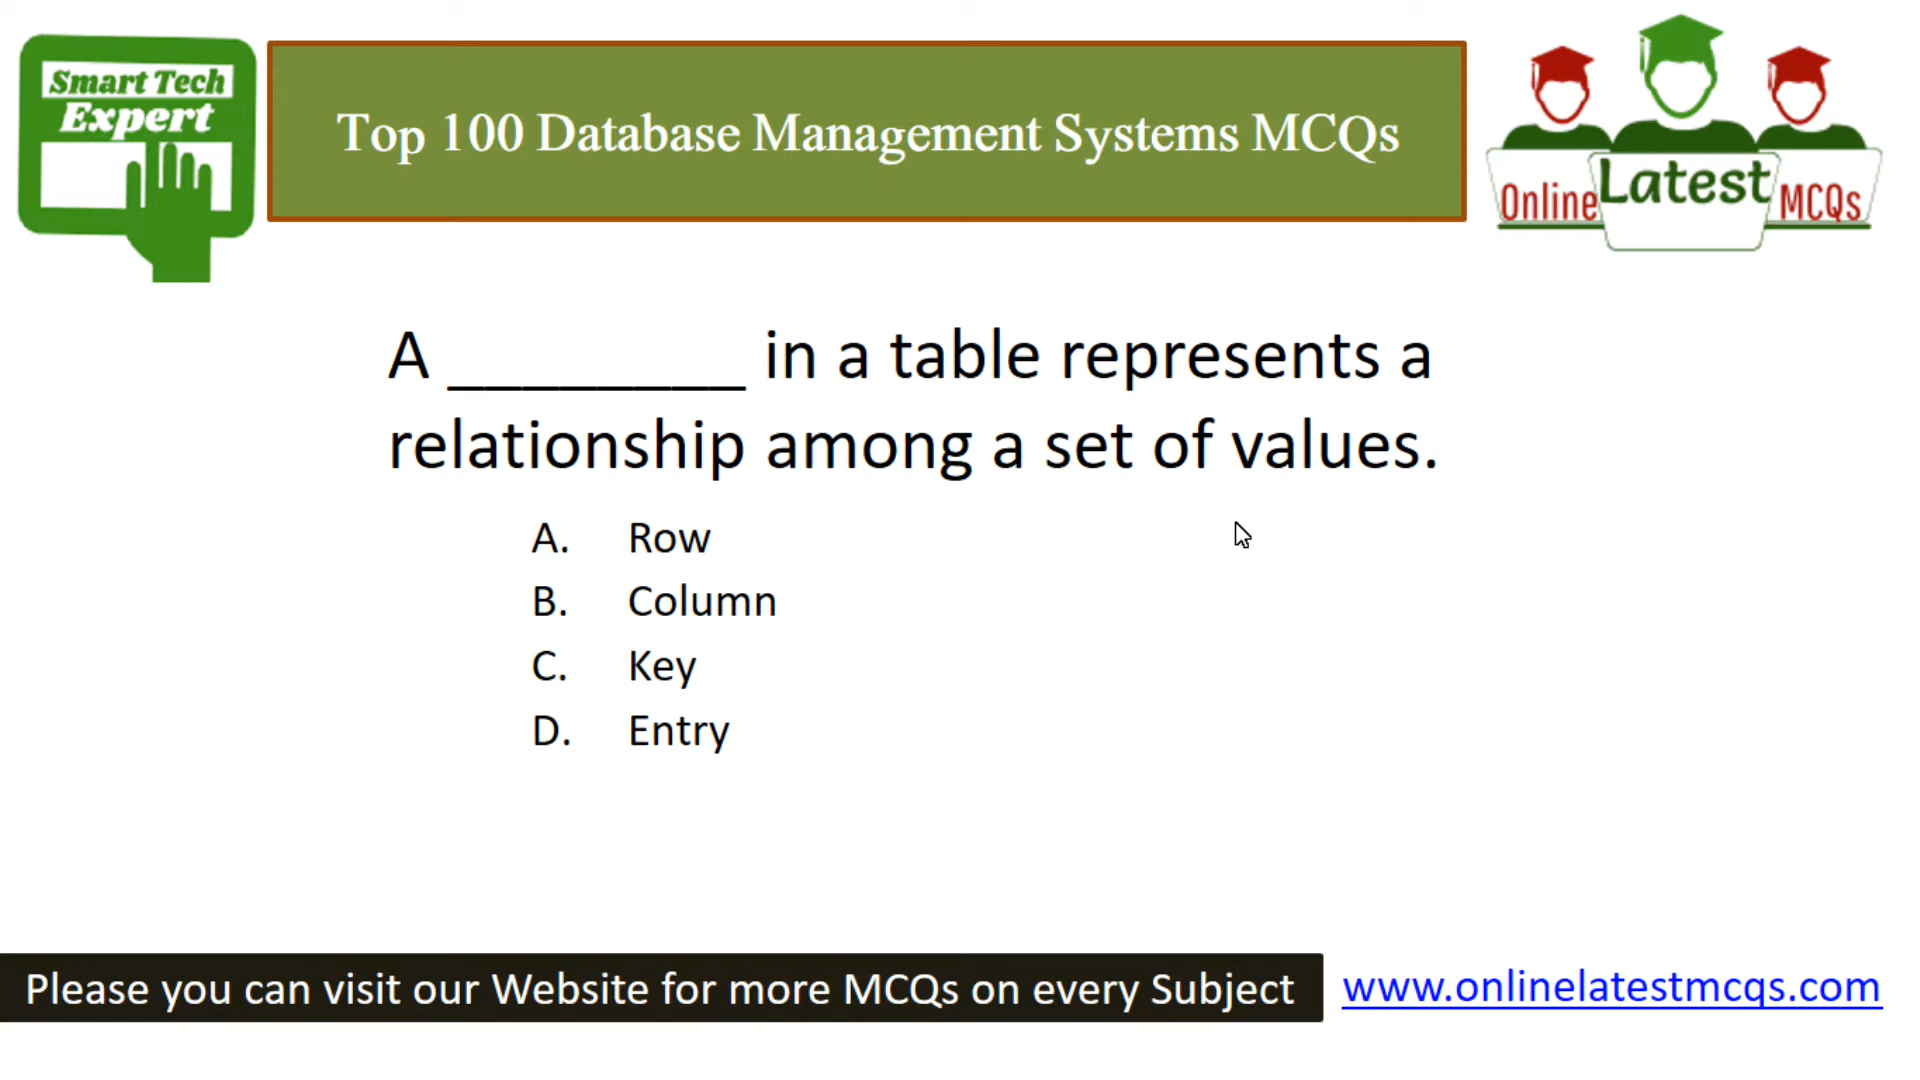 Smart Tech
Expert
Top 100 Database Management Systems MCQs
Online Latest MCQs
A ________ in a table represents a
relationship among a set of values.
A. Row
B. Column
C. Key
D. Entry
Please you can visit our Website for more MCQs on every Subject
www.onlinelatestmcqs.com